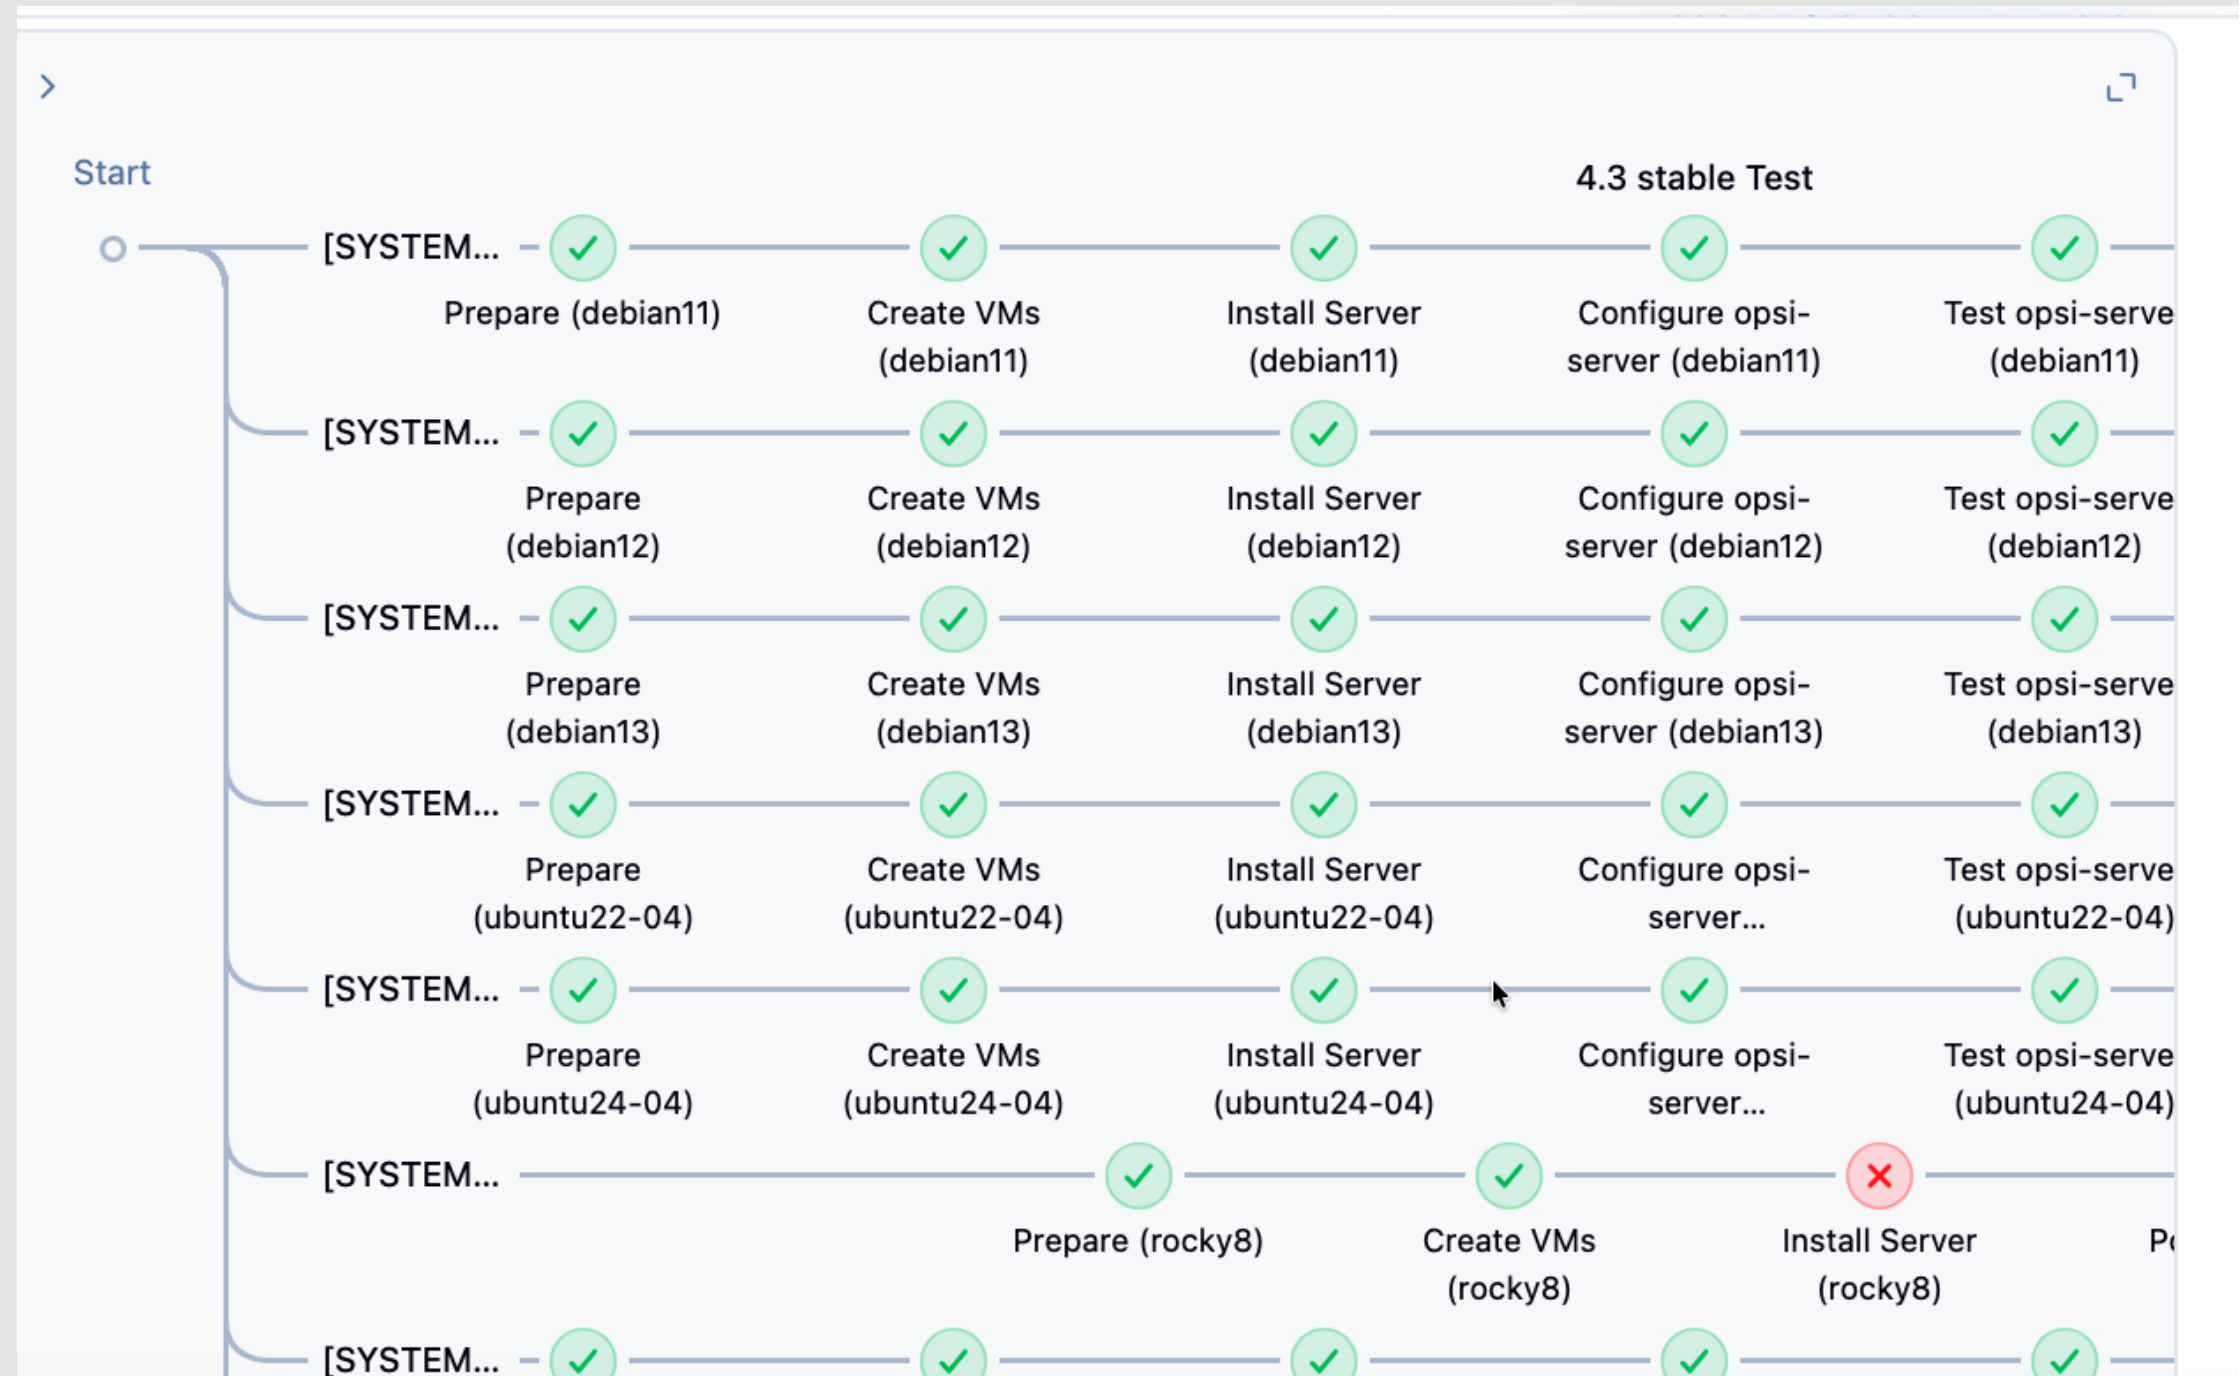 Start
4.3 stable Test
[SYSTEM...
Prepare (debian11)
Create VMs
(debian11)
Install Server
(debian11)
Configure opsi-
server (debian11)
Test opsi-serve
(debian11)
[SYSTEM...
Prepare
(debian12)
Create VMs
(debian12)
Install Server
(debian12)
Configure opsi-
server (debian12)
Test opsi-serve
(debian12)
[SYSTEM...
Prepare
(debian13)
Create VMs
(debian13)
Install Server
(debian13)
Configure opsi-
server (debian13)
Test opsi-serve
(debian13)
[SYSTEM...
Prepare
(ubuntu22-04)
Create VMs
(ubuntu22-04)
Install Server
(ubuntu22-04)
Configure opsi-
server...
Test opsi-serve
(ubuntu22-04)
[SYSTEM...
Prepare
(ubuntu24-04)
Create VMs
(ubuntu24-04)
Install Server
(ubuntu24-04)
Configure opsi-
server...
Test opsi-serve
(ubuntu24-04)
[SYSTEM...
Prepare (rocky8)
Create VMs
(rocky8)
Install Server
(rocky8)
[SYSTEM...